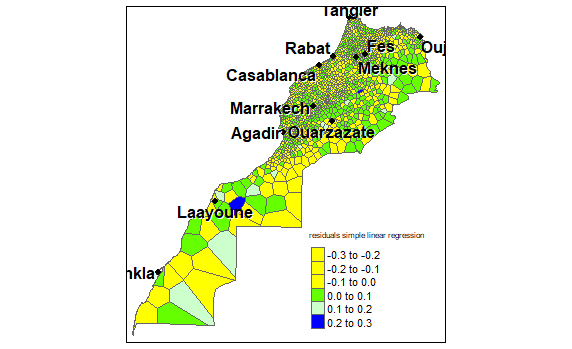 Tangier
Rabat
Fes
Ouj
Casablanca
Meknes
Marrakech
Agadir
Ouarzazate
Laayoune
nkla
residuals simple linear regression
-0.3 to -0.2
-0.2 to -0.1
-0.1 to 0.0
0.0 to 0.1
0.1 to 0.2
0.2 to 0.3